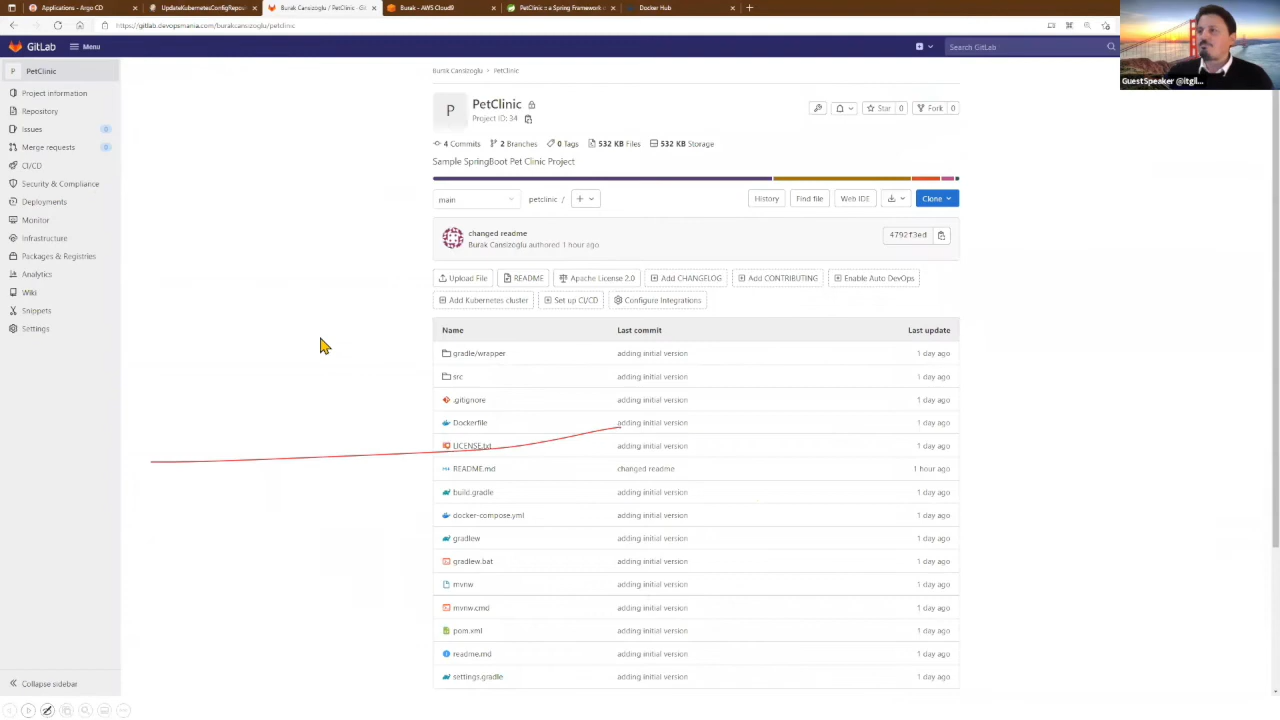 Applications - Argo CD
UpdateKubernetesConfigRepos
Burak Cansizoglu / PetClinic · Git
Burak - AWS Cloud9
PetClinic : a Spring Framework d
Docker Hub
https://gitlab.devopsmania.com/burakcansizoglu/petclinic
GitLab
Menu
Search GitLab
GuestSpeaker @itgil...
P PetClinic
Project information
Repository
Issues 0
Merge requests 0
CI/CD
Security & Compliance
Deployments
Monitor
Infrastructure
Packages & Registries
Analytics
Wiki
Snippets
Settings
Collapse sidebar
Burak Cansizoglu > PetClinic
P
PetClinic
Project ID: 34
Star 0
Fork 0
4 Commits 2 Branches 0 Tags 532 KB Files 532 KB Storage
Sample SpringBoot Pet Clinic Project
main
petclinic / +
History
Find file
Web IDE
Clone
changed readme
Burak Cansizoglu authored 1 hour ago
4792f3ed
Upload File README Apache License 2.0 Add CHANGELOG Add CONTRIBUTING Enable Auto DevOps
Add Kubernetes cluster Set up CI/CD Configure Integrations
Name Last commit Last update
gradle/wrapper adding initial version 1 day ago
src adding initial version 1 day ago
.gitignore adding initial version 1 day ago
Dockerfile adding initial version 1 day ago
LICENSE.txt adding initial version 1 day ago
README.md changed readme 1 hour ago
build.gradle adding initial version 1 day ago
docker-compose.yml adding initial version 1 day ago
gradlew adding initial version 1 day ago
gradlew.bat adding initial version 1 day ago
mvnw adding initial version 1 day ago
mvnw.cmd adding initial version 1 day ago
pom.xml adding initial version 1 day ago
readme.md adding initial version 1 day ago
settings.gradle adding initial version 1 day ago